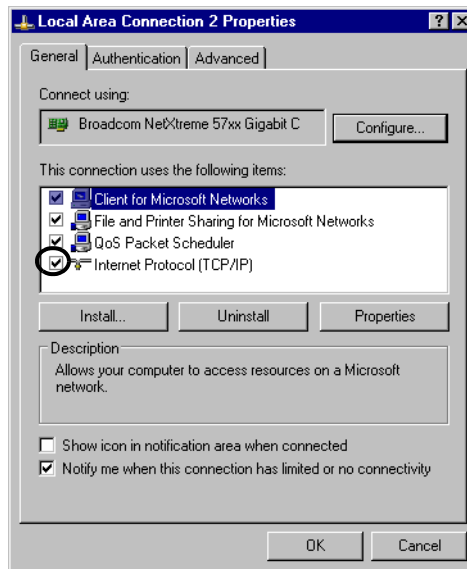 Local Area Connection 2 Properties
General
Authentication
Advanced
Connect using:
Broadcom NetXtreme 57xx Gigabit C
Configure...
This connection uses the following items:
Client for Microsoft Networks
File and Printer Sharing for Microsoft Networks
QoS Packet Scheduler
Internet Protocol (TCP/IP)
Install...
Uninstall
Properties
Description
Allows your computer to access resources on a Microsoft
network.
Show icon in notification area when connected
Notify me when this connection has limited or no connectivity
OK
Cancel